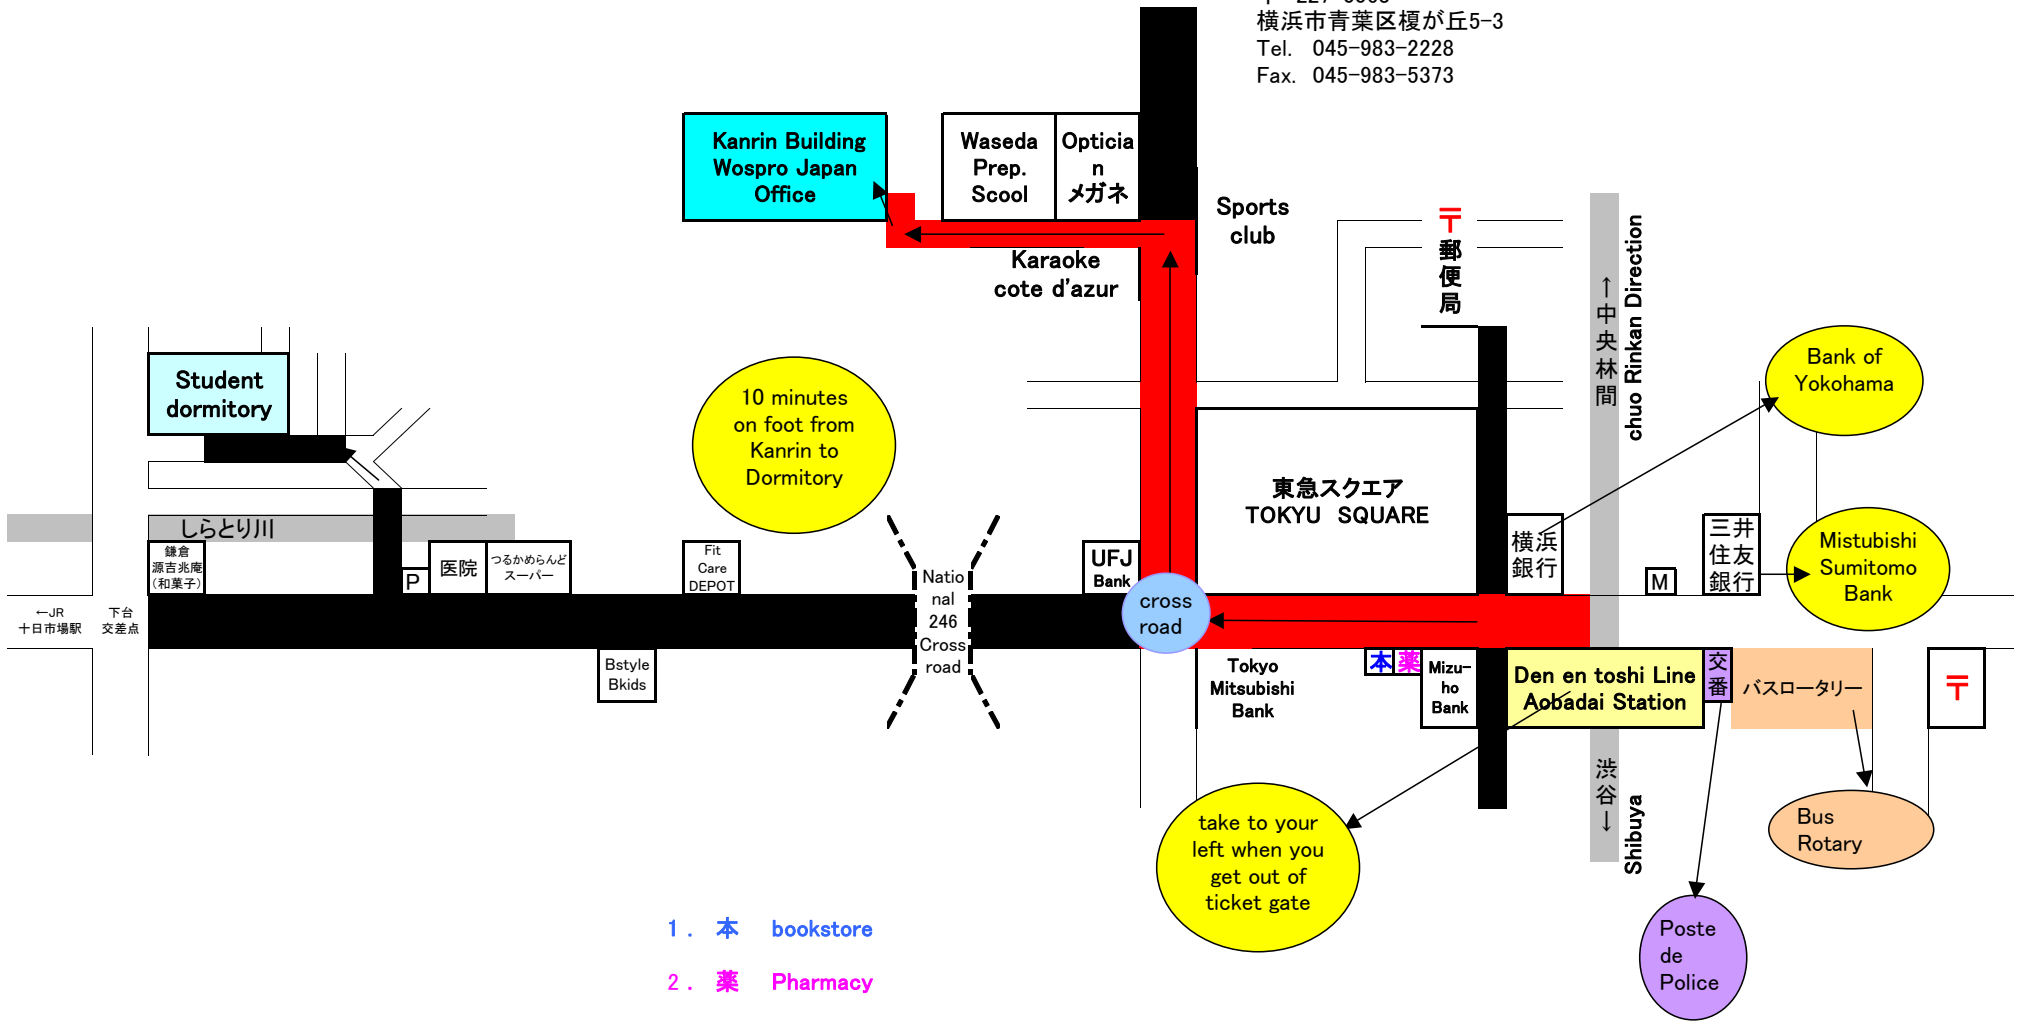 横浜市青葉区榎が丘5-3
Tel. 045-983-2228
Fax. 045-983-5373
Kanrin Building
Wospro Japan
Office
Waseda
Prep.
Scool
Opticia
n
メガネ
Sports
club
Karaoke
cote d'azur
〒
郵
便
局
↑
中
央
林
間
chuo Rinkan Direction
Bank of
Yokohama
Student
dormitory
10 minutes
on foot from
Kanrin to
Dormitory
東急スクエア
TOKYU SQUARE
しらとり川
鎌倉
源吉兆庵
(和菓子)
P
医院
つるかめらんど
スーパー
Fit
Care
DEPOT
Natio
nal
246
Cross
road
UFJ
Bank
cross
road
横浜
銀行
M
三井
住友
銀行
Mistubishi
Sumitomo
Bank
←JR
十日市場駅
下台
交差点
Bstyle
Bkids
Tokyo
Mitsubishi
Bank
本
薬
Mizu-
ho
Bank
Den en toshi Line
Aobadai Station
交
番
バスロータリー
〒
渋
谷
↓
Shibuya
take to your
left when you
get out of
ticket gate
Bus
Rotary
Poste
de
Police
1. 本 bookstore
2. 薬 Pharmacy